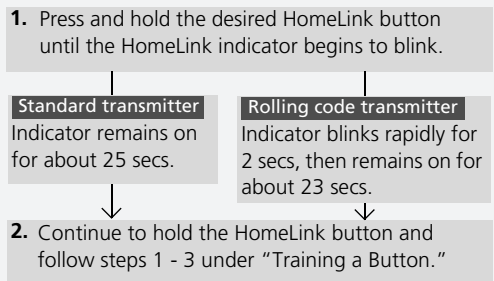 1. Press and hold the desired HomeLink button
until the HomeLink indicator begins to blink.
Standard transmitter
Indicator remains on
for about 25 secs.
Rolling code transmitter
Indicator blinks rapidly for
2 secs, then remains on for
about 23 secs.
2. Continue to hold the HomeLink button and
follow steps 1 - 3 under “Training a Button.”